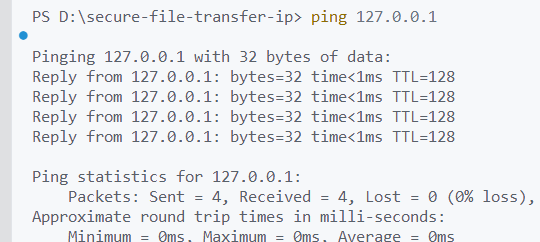 PS D:\secure-file-transfer-ip> ping 127.0.0.1
Pinging 127.0.0.1 with 32 bytes of data:
Reply from 127.0.0.1: bytes=32 time<1ms TTL=128
Reply from 127.0.0.1: bytes=32 time<1ms TTL=128
Reply from 127.0.0.1: bytes=32 time<1ms TTL=128
Reply from 127.0.0.1: bytes=32 time<1ms TTL=128
Ping statistics for 127.0.0.1:
    Packets: Sent = 4, Received = 4, Lost = 0 (0% loss),
Approximate round trip times in milli-seconds:
    Minimum = 0ms, Maximum = 0ms, Average = 0ms